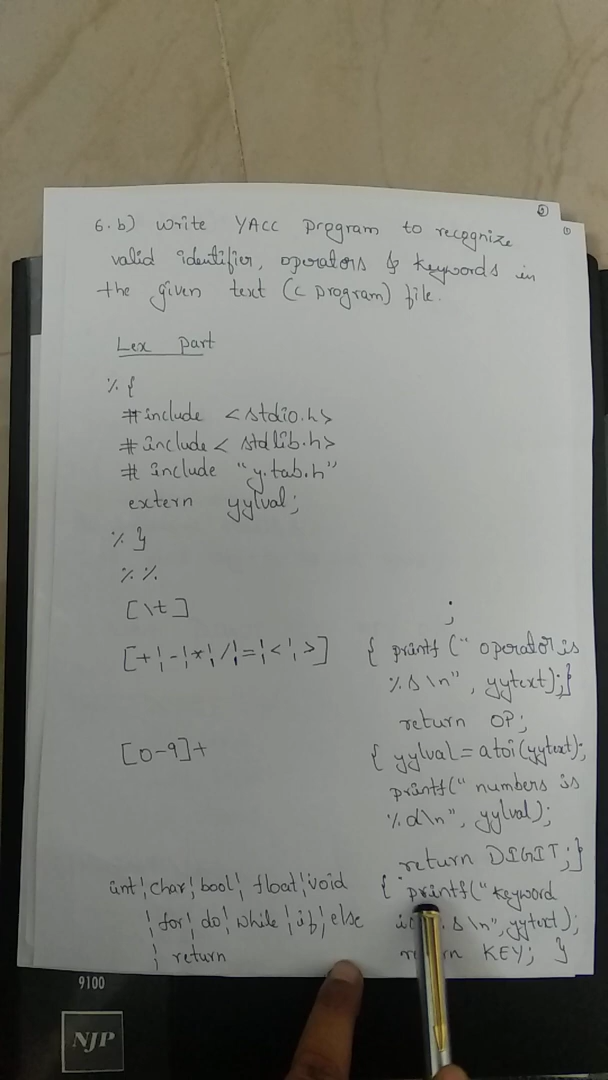 ②
①
6.b) write YACC program to recognize
valid identifier, operators & keywords in
the given text (c program) file.
Lex part
%{
#include <stdio.h>
#include< stdlib.h>
# include "y.tab.h"
extern yylval;
%}
%%
[\t] ;
[+|-|*|/|=|<|>] { printf (" operator is
%s \n", yytext);}
return OP;
[0-9]+ { yylval=atoi(yytext);
printf(" numbers is
%d\n", yylval);
return DIGIT;}
int|char|bool| float|void { printf("keyword
|for|do|while|if|else is s \n",yytext);
| return KEY; }
9100
NJP